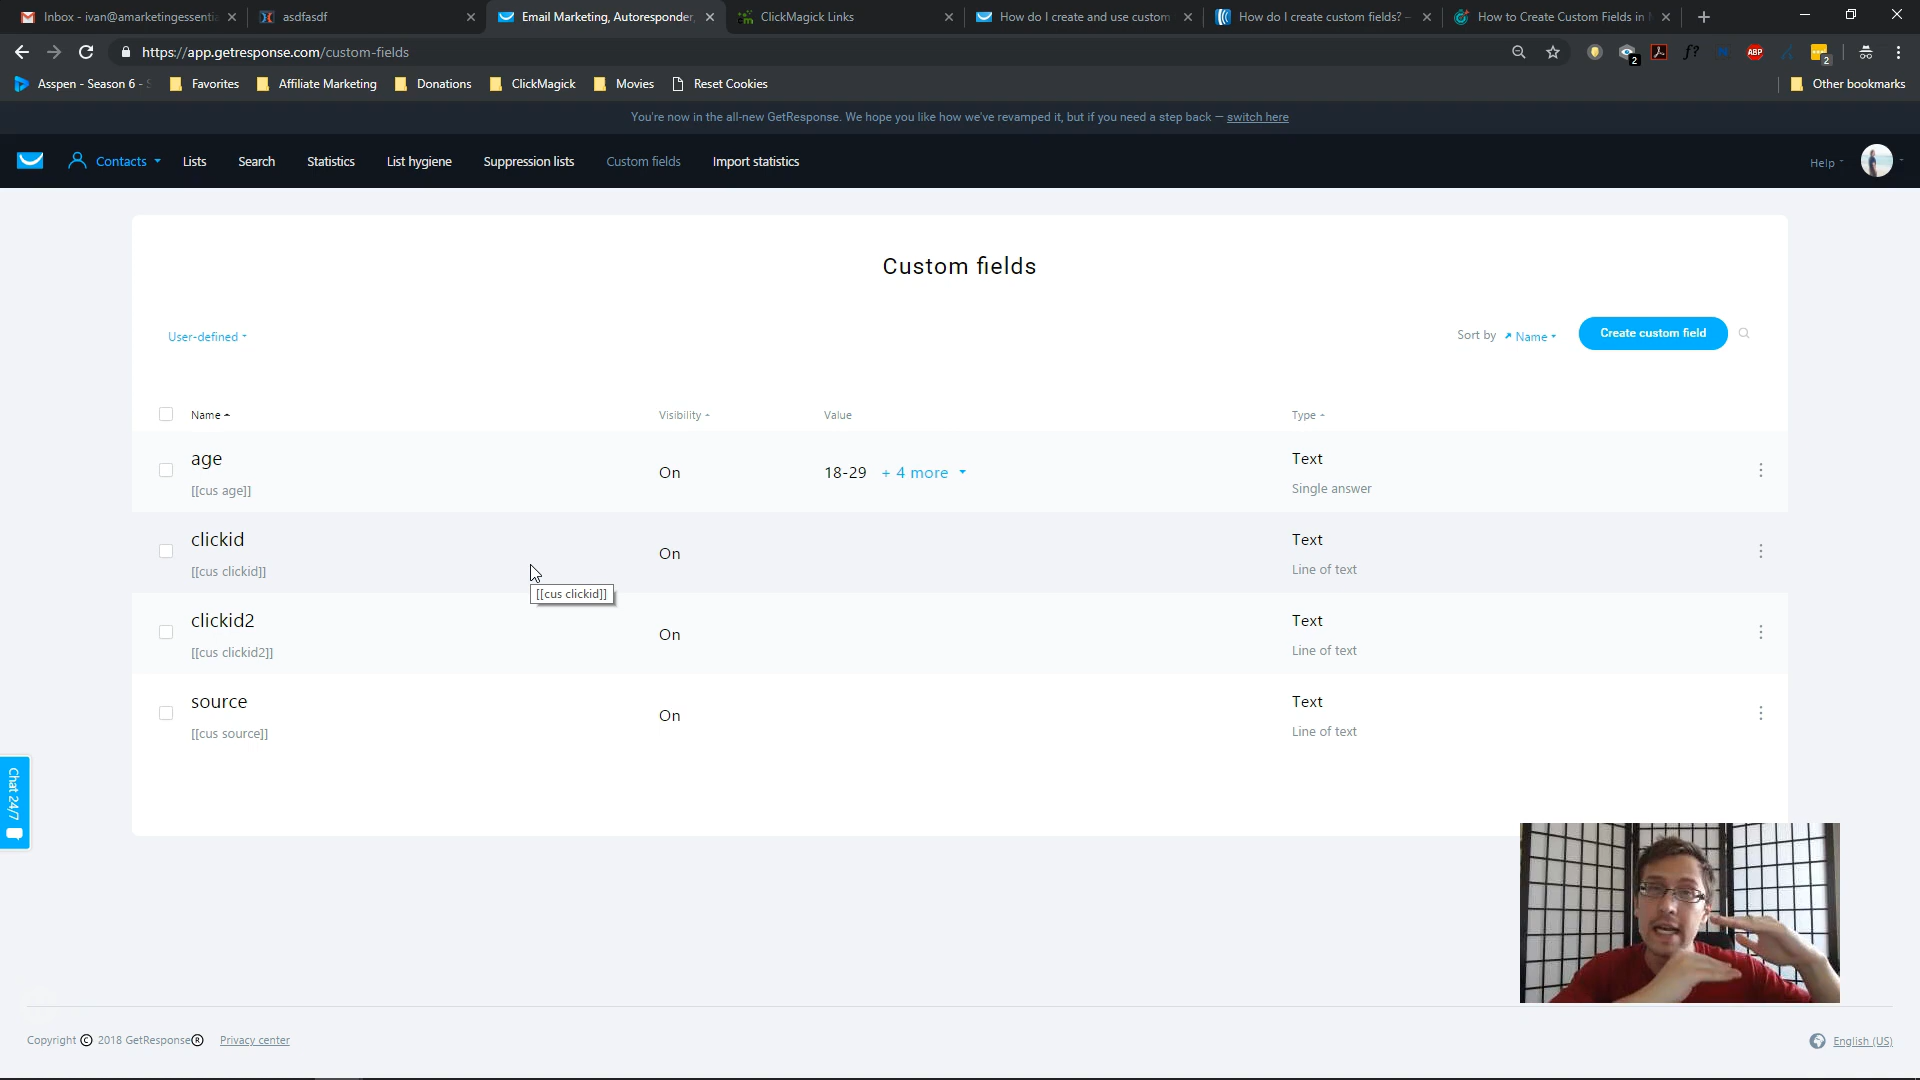 Inbox - ivan@amarketingessentia
asdfasdf
Email Marketing, Autoresponder,
ClickMagick Links
How do I create and use custom
How do I create custom fields? -
How to Create Custom Fields in
https://app.getresponse.com/custom-fields
2
f?
ABP
2
Asspen - Season 6 -
Favorites
Affiliate Marketing
Donations
ClickMagick
Movies
Reset Cookies
Other bookmarks
You're now in the all-new GetResponse. We hope you like how we've revamped it, but if you need a step back — switch here
Contacts
Lists
Search
Statistics
List hygiene
Suppression lists
Custom fields
Import statistics
Help
Custom fields
User-defined
Sort by
Name
Create custom field
Name
Visibility
Value
Type
age
[[cus age]]
On
18-29 + 4 more
Text
Single answer
clickid
[[cus clickid]]
On
Text
Line of text
[[cus clickid]]
clickid2
[[cus clickid2]]
On
Text
Line of text
source
[[cus source]]
On
Text
Line of text
Chat 24/7
Copyright © 2018 GetResponse®
Privacy center
English (US)